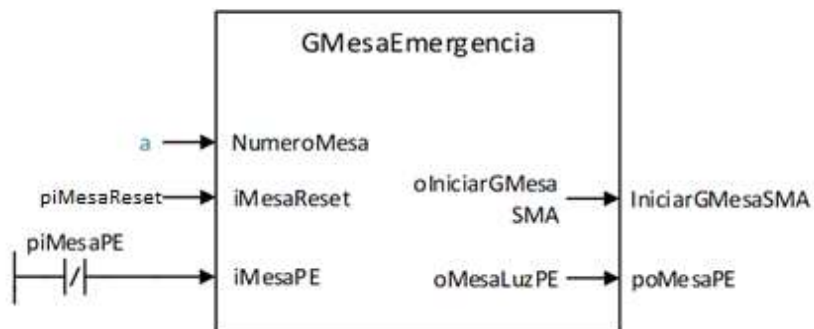 GMesaEmergencia
a NumeroMesa
piMesaReset iMesaReset oIniciarGMesa
SMA IniciarGMesaSMA
piMesaPE
iMesaPE oMesaLuzPE poMesaPE